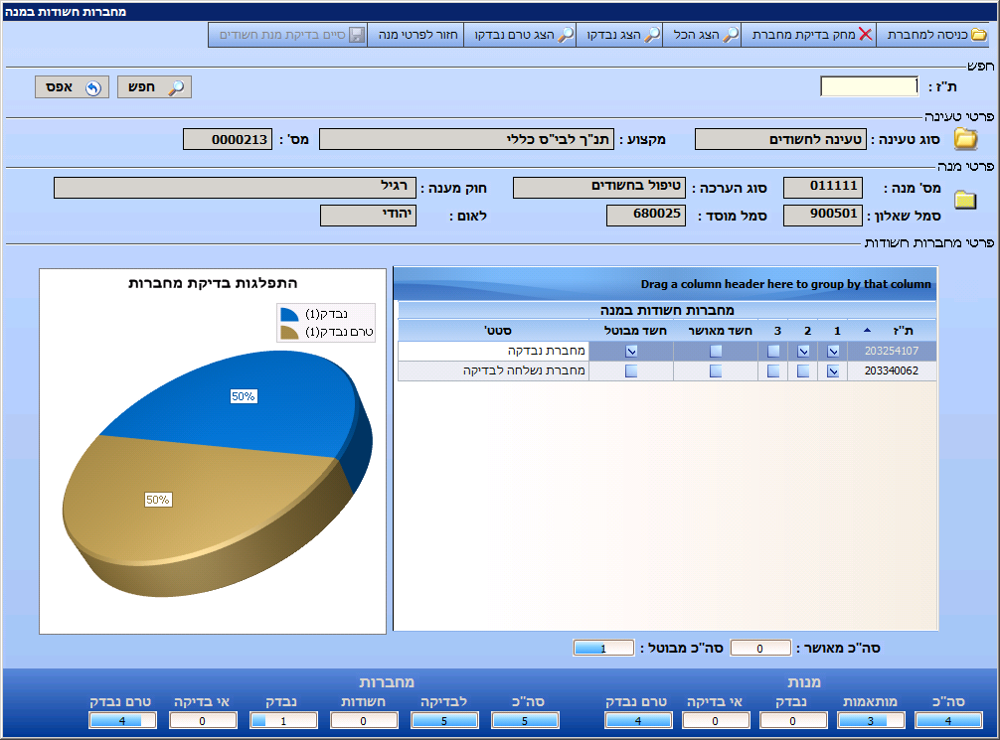 מחברות חשודות במנה
כניסה למחברת מחק בדיקת מחברת הצג הכל הצג נבדקו הצג טרם נבדקו חזור לפרטי מנה סיים בדיקת מנת חשודים
חפש
ת"ז : חפש אפס
פרטי טעינה
סוג טעינה : טעינה לחשודים מקצוע : תנ"ך לבי"ס כללי מס' : 0000213
פרטי מנה
מס' מנה : 011111 סוג הערכה : טיפול בחשודים חוק מענה : רגיל
סמל שאלון : 900501 סמל מוסד : 680025 לאום : יהודי
פרטי מחברות חשודות
Drag a column header here to group by that column
מחברות חשודות במנה
ת"ז 1 2 3 חשד מאושר חשד מבוטל סטט'
203254107 מחברת נבדקה
203340062 מחברת נשלחה לבדיקה
התפלגות בדיקת מחברות
נבדק(1)
טרם נבדק(1)
50%
50%
סה"כ מאושר : 0 סה"כ מבוטל : 1
מנות מחברות
סה"כ מותאמות נבדק אי בדיקה טרם נבדק סה"כ לבדיקה חשודות נבדק אי בדיקה טרם נבדק
4 3 0 0 4 5 5 0 1 0 4